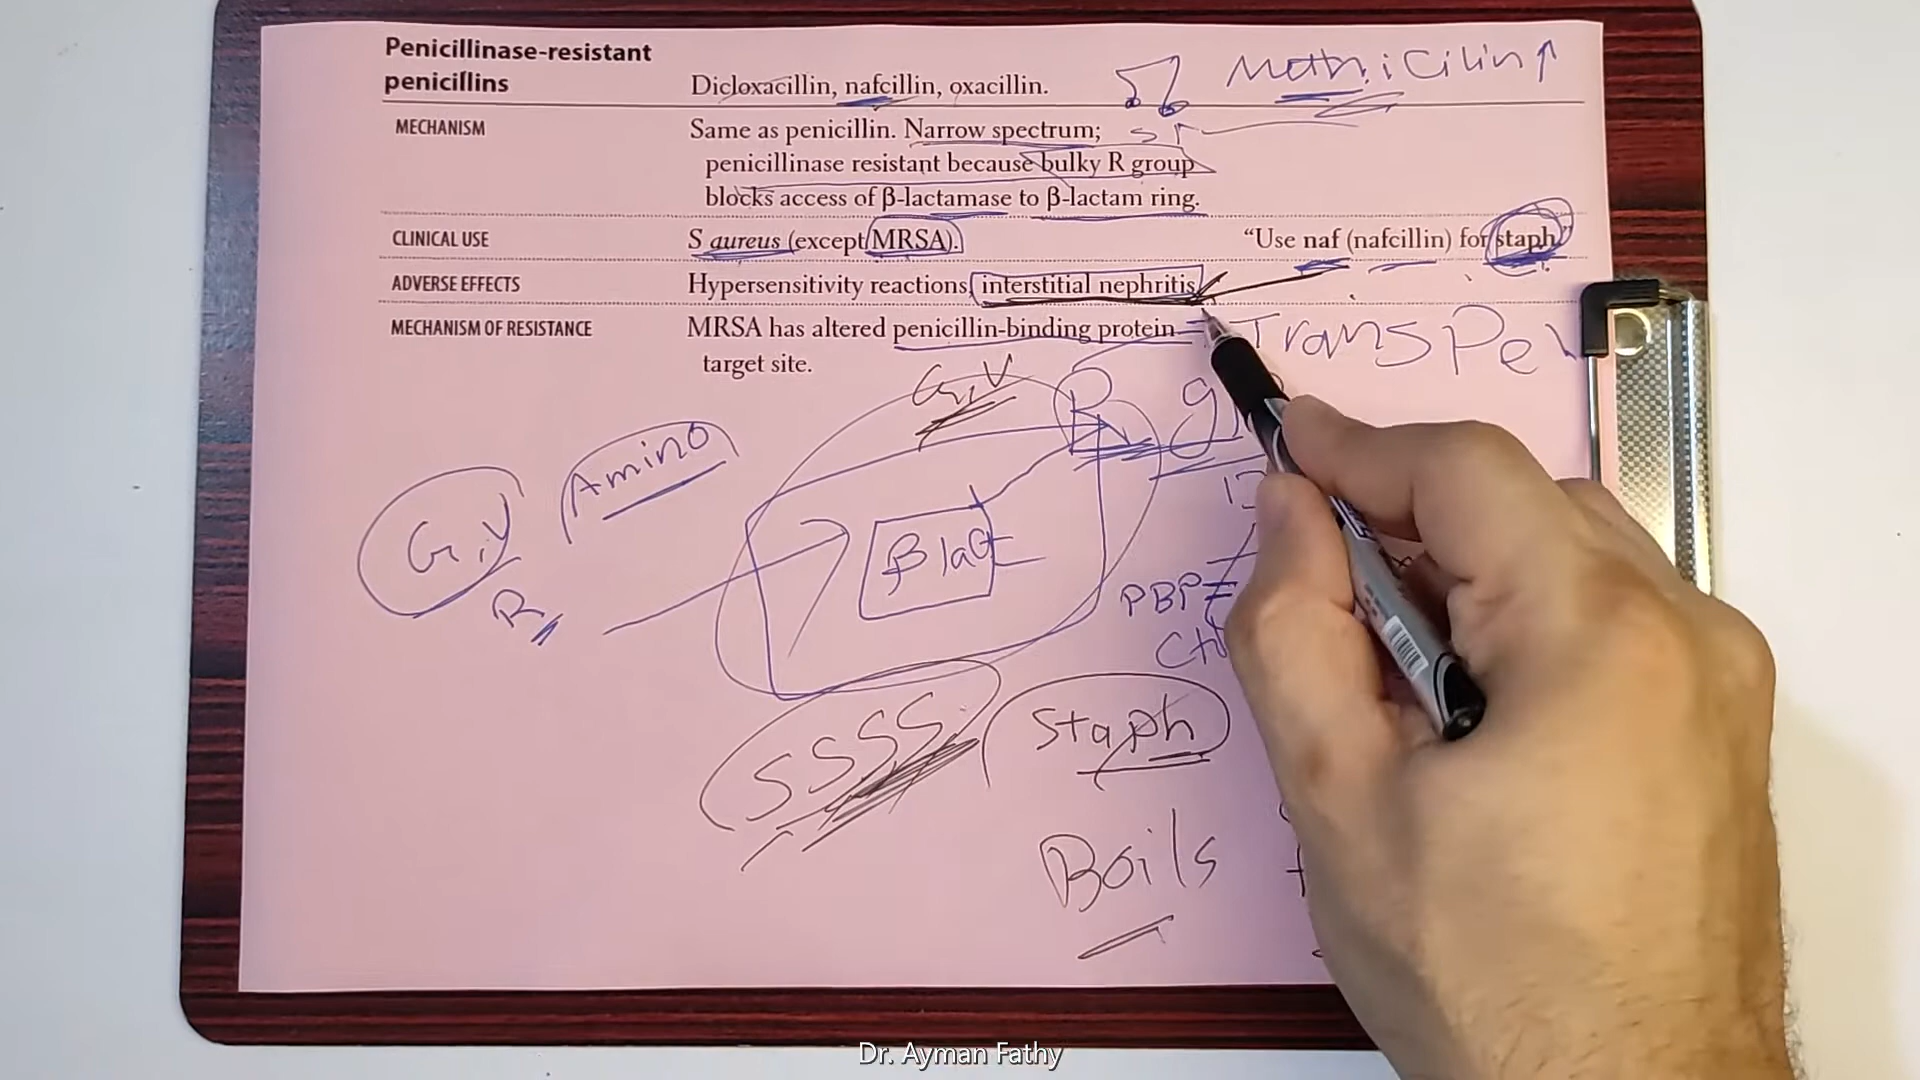 Penicillinase-resistant
penicillins
Dicloxacillin, nafcillin, oxacillin.
Methicilin
MECHANISM
Same as penicillin. Narrow spectrum;
penicillinase resistant because bulky R group
blocks access of β-lactamase to β-lactam ring.
CLINICAL USE
S aureus (except MRSA).
“Use naf (nafcillin) for staph.”
ADVERSE EFFECTS
Hypersensitivity reactions, interstitial nephritis
MECHANISM OF RESISTANCE
MRSA has altered penicillin-binding protein = Transpe
target site.
G,V
R
Amino
G,V
β lac
R
PBP
SSSS
Staph
Boils
Dr. Ayman Fathy